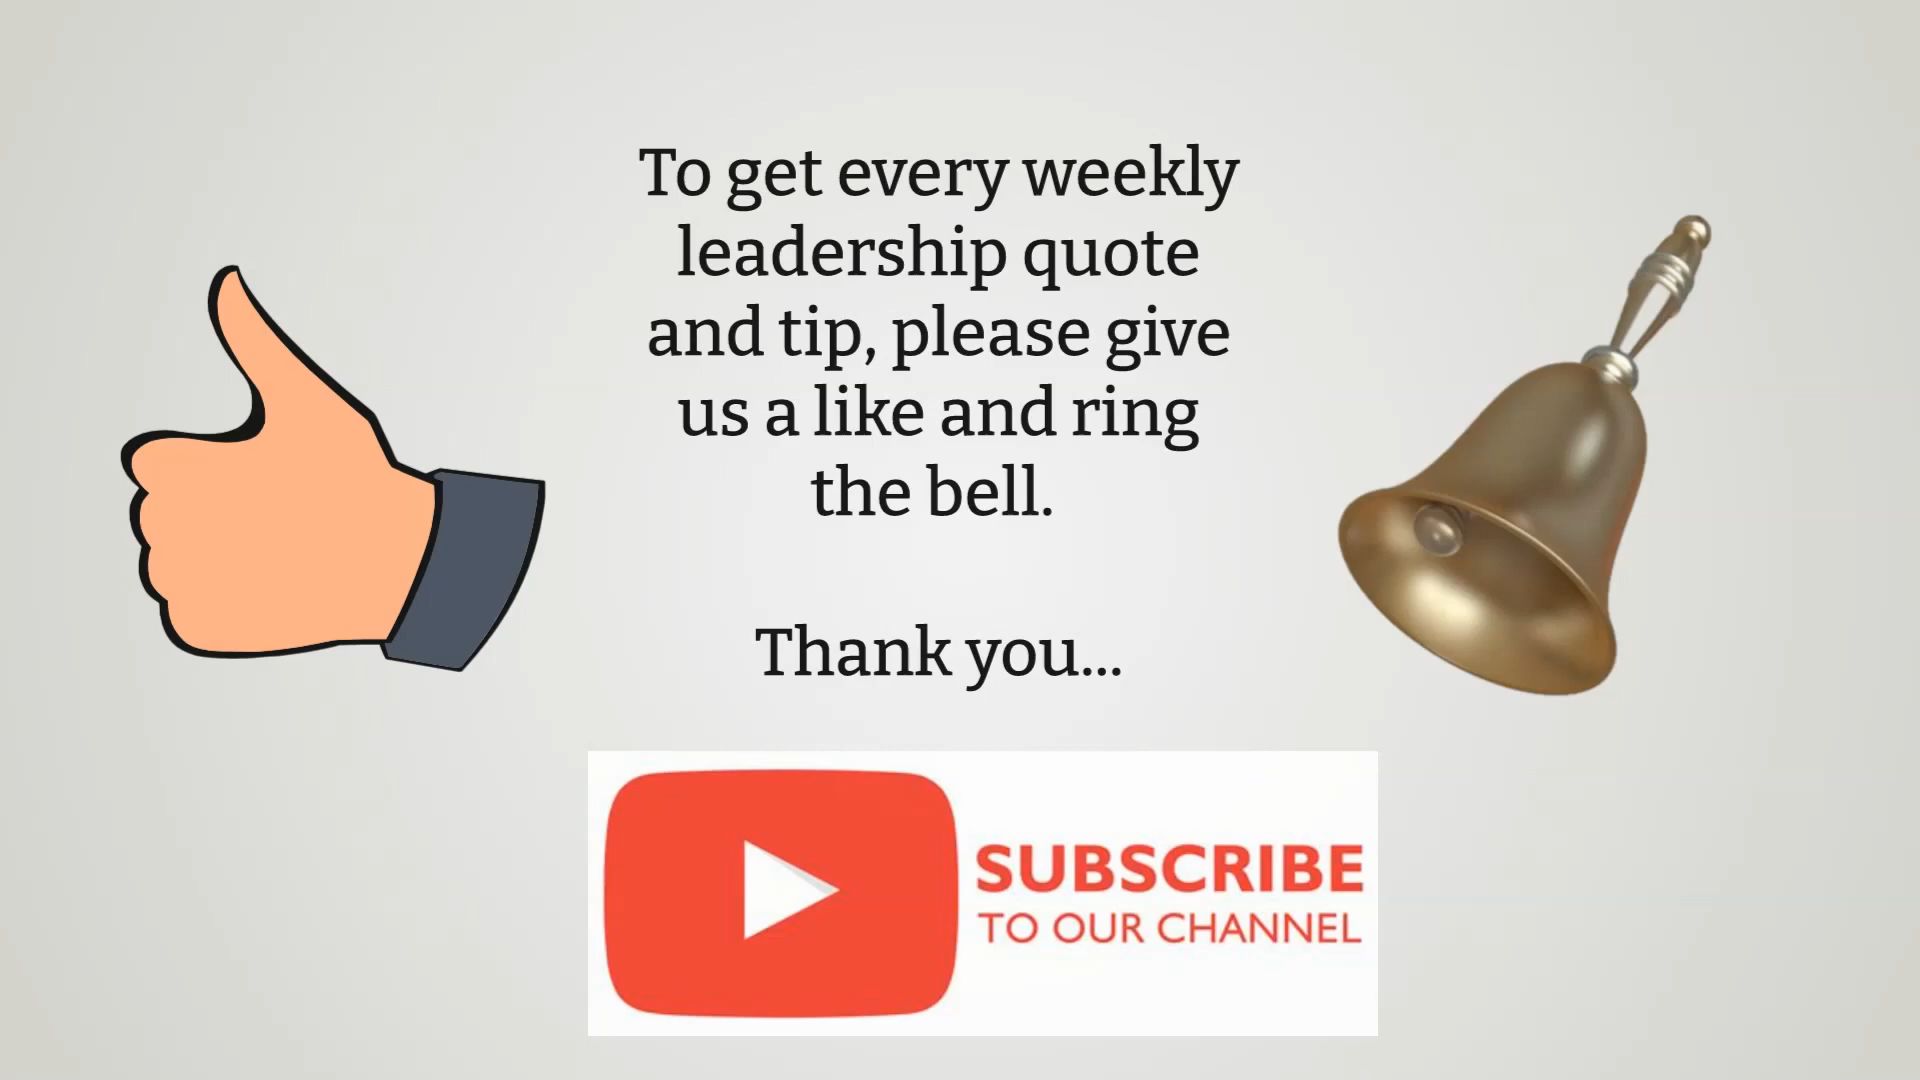 To get every weekly
leadership quote
and tip, please give
us a like and ring
the bell.
Thank you...
SUBSCRIBE
TO OUR CHANNEL